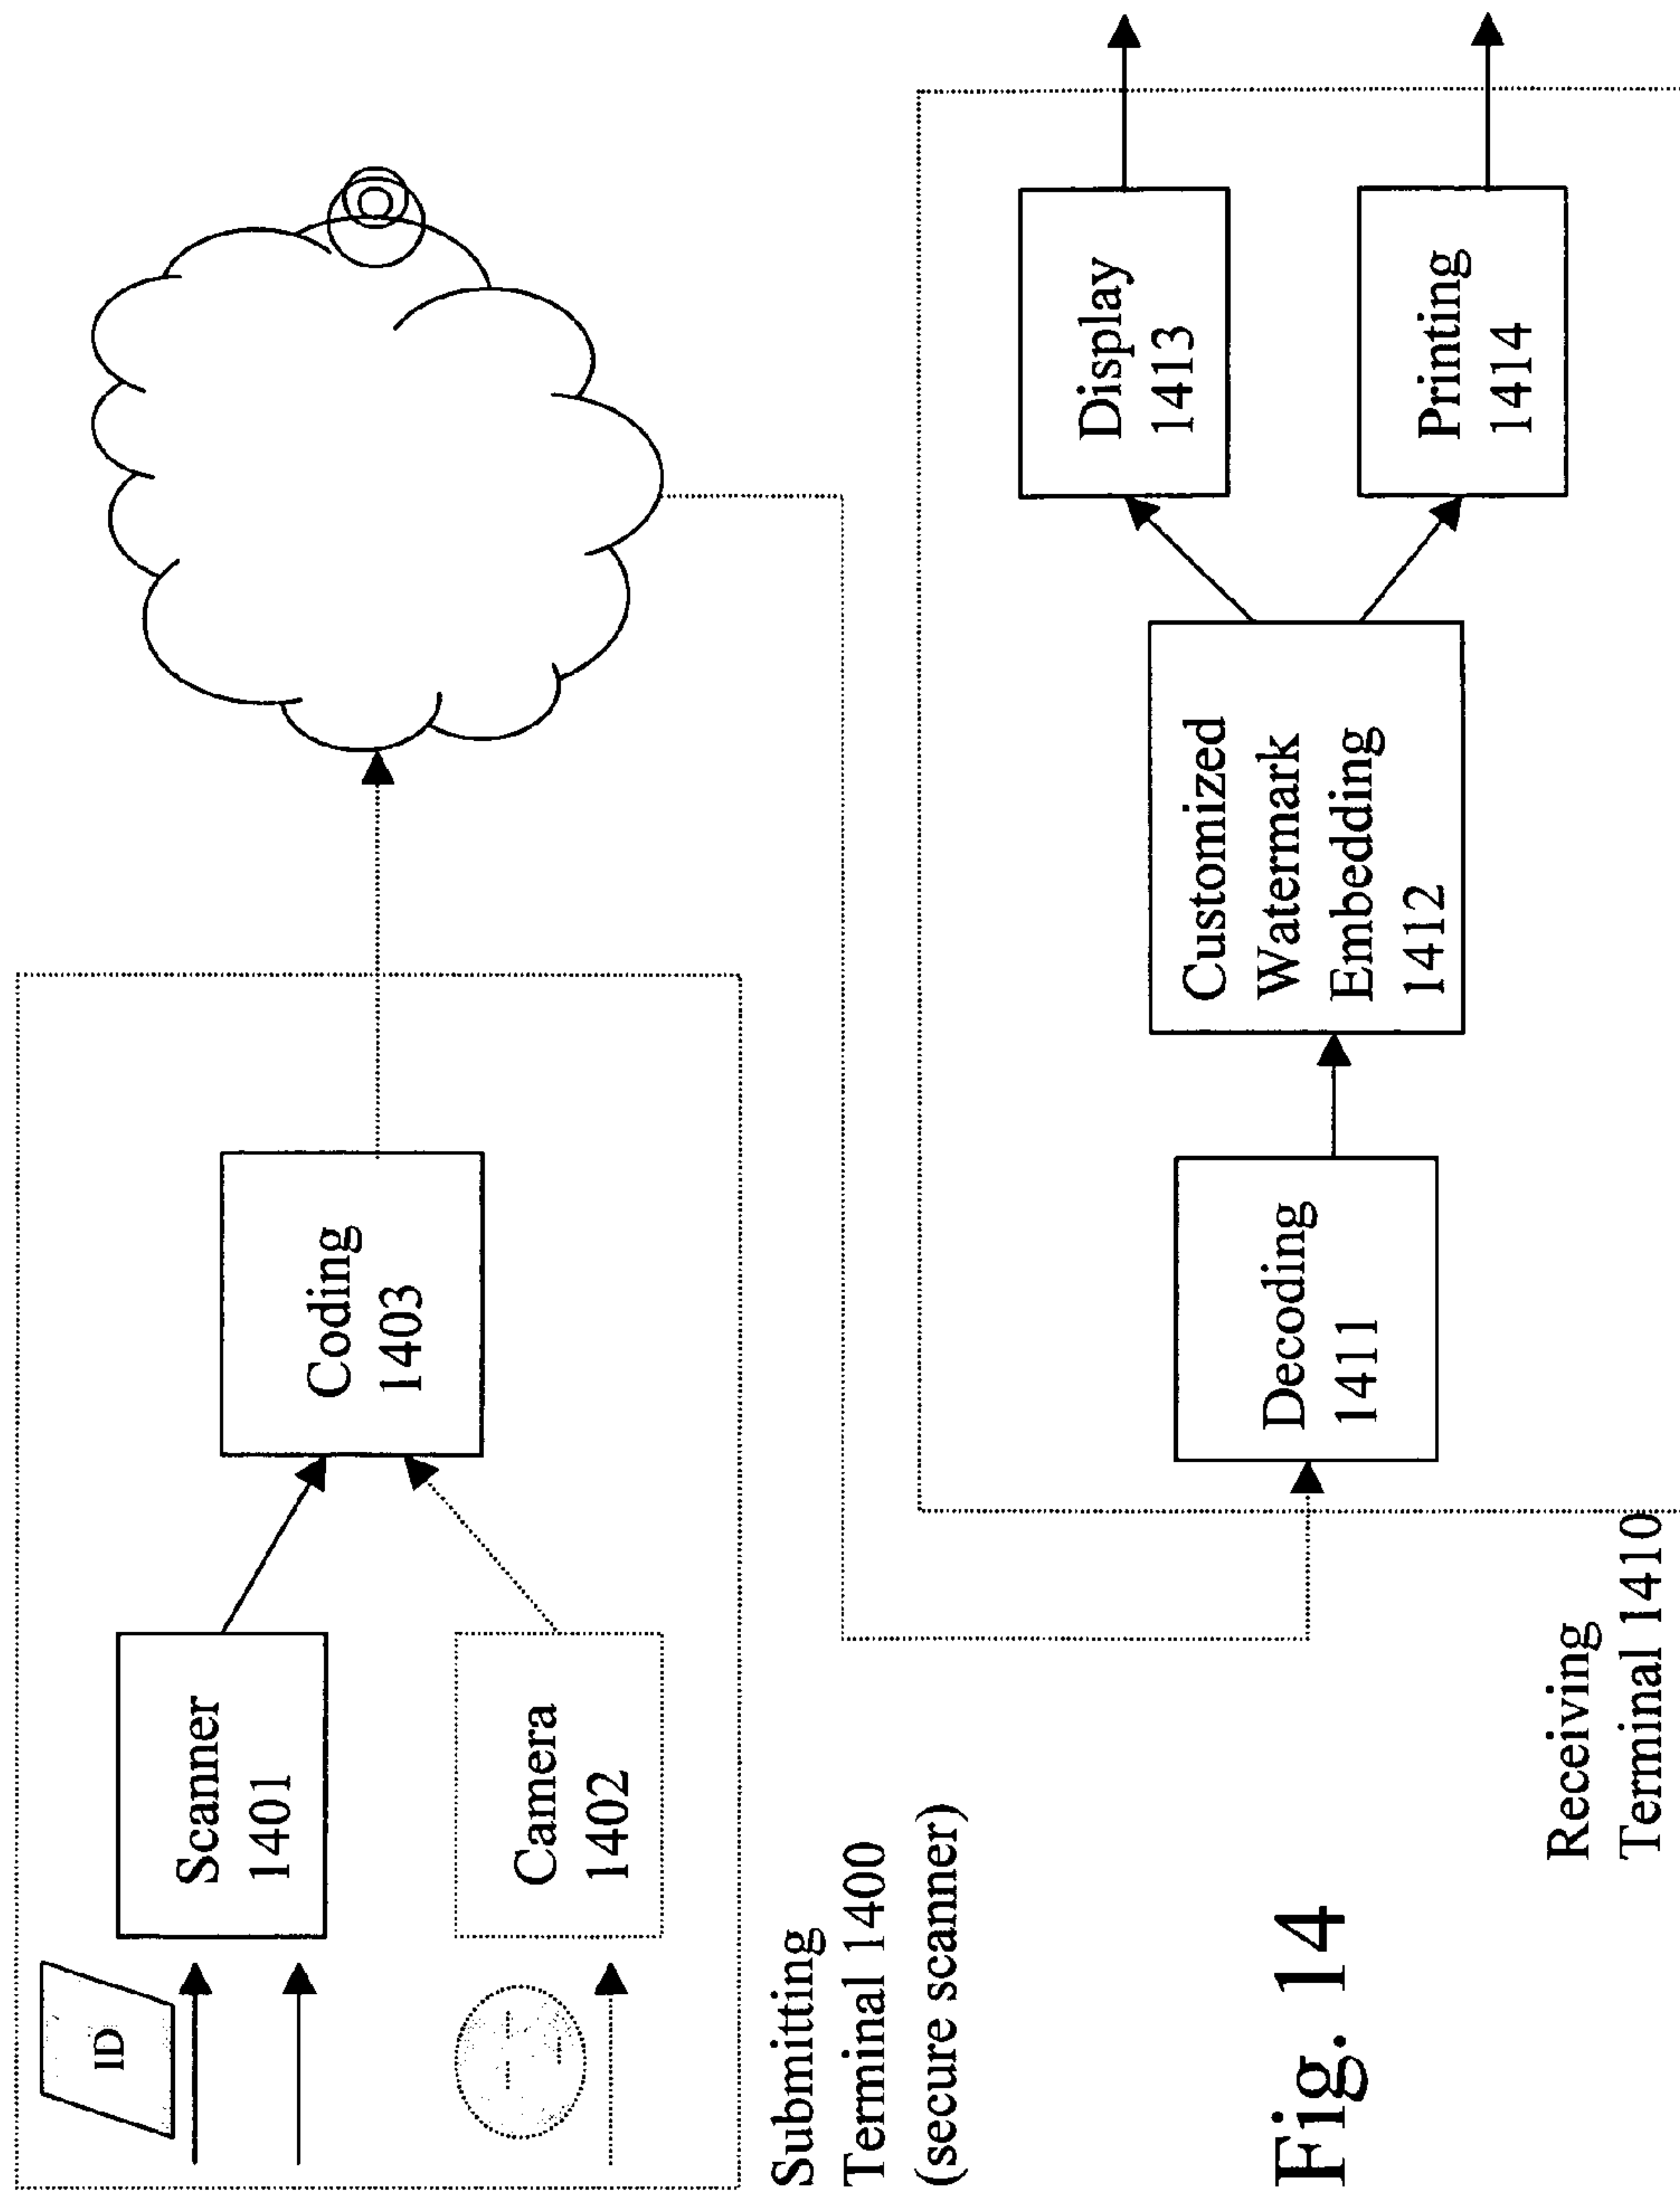 ID
Scanner
1401
Camera
1402
Coding
1403
Submitting
Terminal 1400
(secure scanner)
Decoding
1411
Customized
Watermark
Embedding
1412
Display
1413
Printing
1414
Receiving
Terminal 1410
Fig. 14